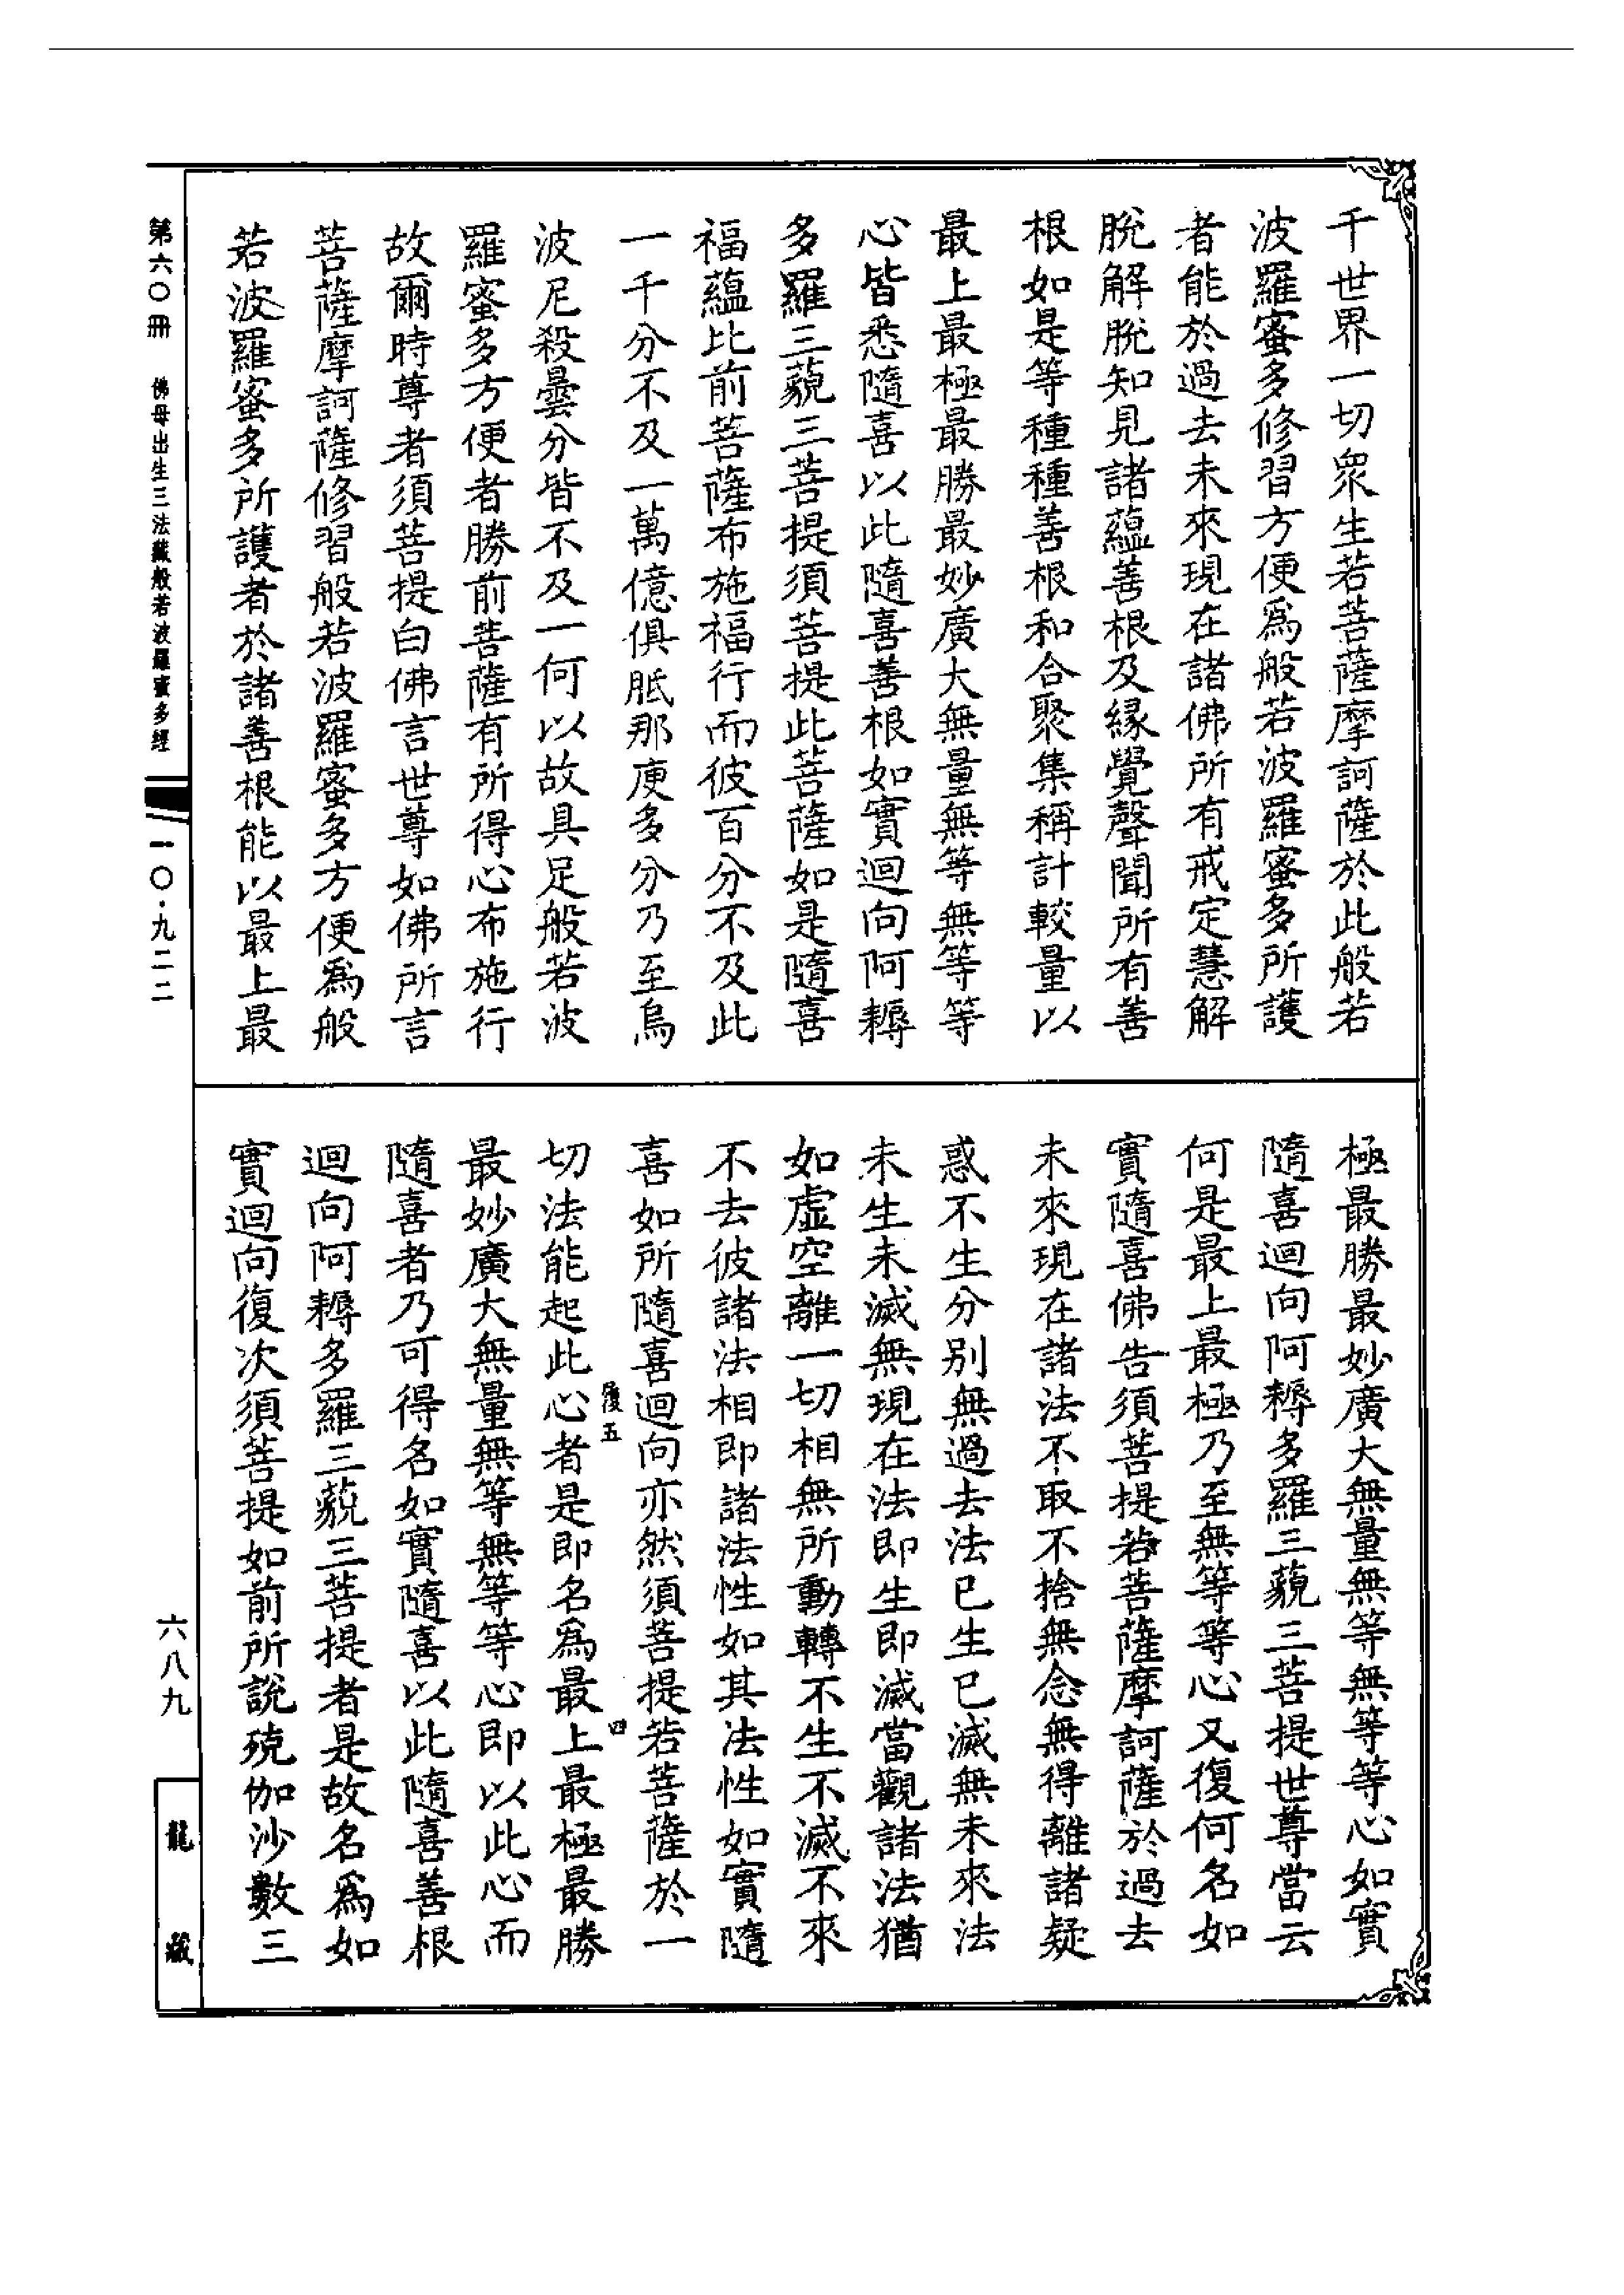 千世界一切衆生若菩薩摩訶薩於此般若
波羅蜜多修習方便爲般若波羅蜜多所護
者能於過去未來現在諸佛所有戒定慧解
脫解脫知見諸蘊善根及緣覺聲聞所有善
根如是等種種善根和合聚集稱計較量以
最上最極最勝最妙廣大無量無等無等等
心皆悉隨喜以此隨喜善根如實迴向阿耨
多羅三藐三菩提須菩提此菩薩如是隨喜
福蘊比前菩薩布施福行而彼百分不及此
一千分不及一萬億俱胝那庾多分乃至烏
波尼殺曇分皆不及一何以故具足般若波
羅蜜多方便者勝前菩薩有所得心布施行
故爾時尊者須菩提白佛言世尊如佛所言
菩薩摩訶薩修習般若波羅蜜多方便爲般
若波羅蜜多所護者於諸善根能以最上最
極最勝最妙廣大無量無等無等等心如實
隨喜迴向阿耨多羅三藐三菩提世尊當云
何是最上最極乃至無等等心又復何名如
實隨喜佛告須菩提若菩薩摩訶薩於過去
未來現在諸法不取不捨無念無得離諸疑
惑不生分別無過去法已生已滅無未來法
未生未滅無現在法即生即滅當觀諸法猶
如虛空離一切相無所動轉不生不滅不來
不去彼諸法相即諸法性如其法性如實隨
喜如所隨喜迴向亦然須菩提若菩薩於一
履五
四
切法能起此心者是即名爲最上最極最勝
最妙廣大無量無等無等等心即以此心而
隨喜者乃可得名如實隨喜以此隨喜善根
迴向阿耨多羅三藐三菩提者是故名爲如
實迴向復次須菩提如前所說殑伽沙數三
第六〇冊
佛母出生三法藏般若波羅蜜多經
一〇·九二二
六八九
龍藏